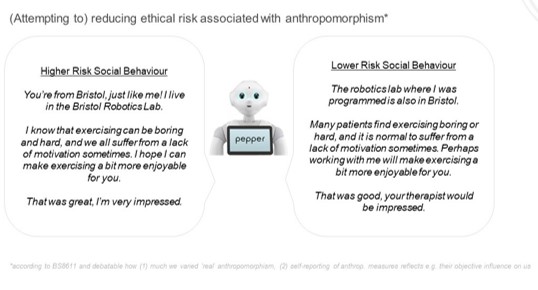 (Attempting to) reducing ethical risk associated with anthropomorphism*
Higher Risk Social Behaviour
You're from Bristol, just like me! I live
in the Bristol Robotics Lab.
I know that exercising can be boring
and hard, and we all suffer from a lack
of motivation sometimes. I hope I can
make exercising a bit more enjoyable
for you.
That was great, I'm very impressed.
pepper
Lower Risk Social Behaviour
The robotics lab where I was
programmed is also in Bristol.
Many patients find exercising boring or
hard, and it is normal to suffer from a
lack of motivation sometimes. Perhaps
working with me will make exercising a
bit more enjoyable for you.
That was good, your therapist would
be impressed.
*according to BS8611 and debatable how (1) much we varied 'real' anthropomorphism, (2) self-reporting of anthrop. measures reflects e.g. their objective influence on us